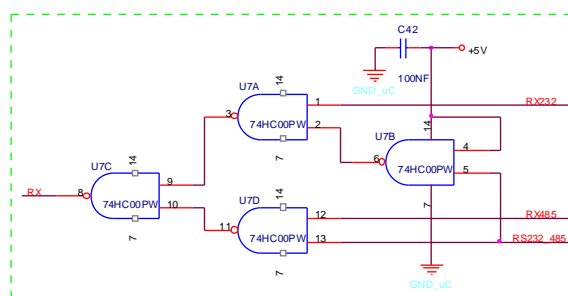 C42
+5V
100NF
GND_uC
U7A
14
3
1
RX232
2
74HC00PW
7
U7B
14
4
6
5
74HC00PW
7
U7C
14
9
RX
8
10
74HC00PW
7
U7D
14
12
RX485
11
13
RS232_485
74HC00PW
7
GND_uC